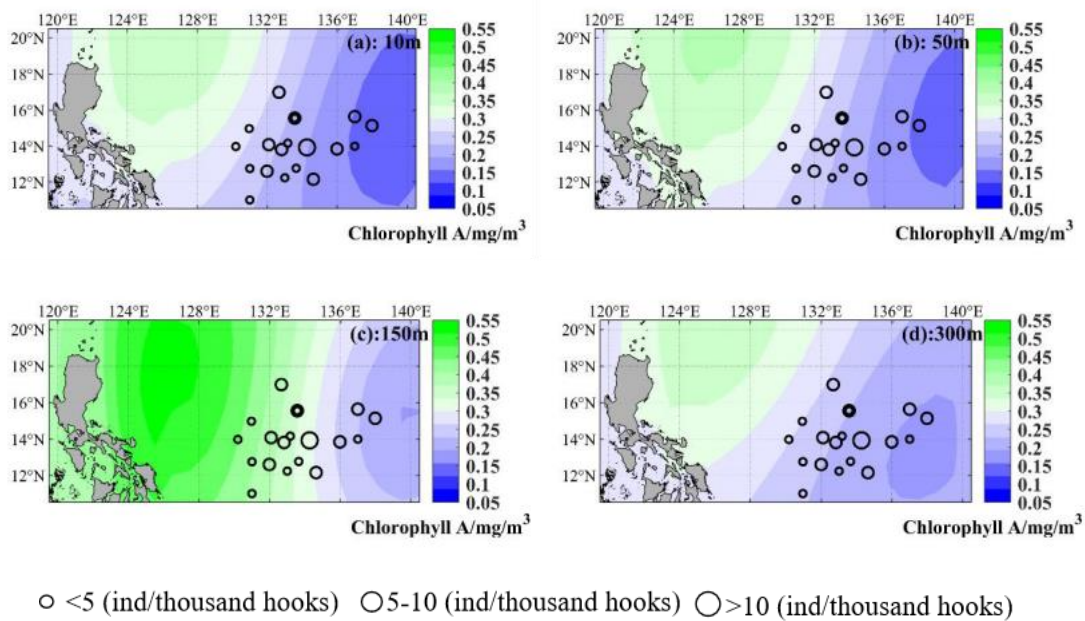 120°E 124°E 128°E 132°E 136°E 140°E
20°N
18°N
16°N
14°N
12°N
(a): 10m
0.55
0.5
0.45
0.4
0.35
0.3
0.25
0.2
0.15
0.1
0.05
Chlorophyll A/mg/m³
120°E 124°E 128°E 132°E 136°E 140°E
20°N
18°N
16°N
14°N
12°N
(b): 50m
0.55
0.5
0.45
0.4
0.35
0.3
0.25
0.2
0.15
0.1
0.05
Chlorophyll A/mg/m³
120°E 124°E 128°E 132°E 136°E 140°E
20°N
18°N
16°N
14°N
12°N
(c):150m
0.55
0.5
0.45
0.4
0.35
0.3
0.25
0.2
0.15
0.1
0.05
Chlorophyll A/mg/m³
120°E 124°E 128°E 132°E 136°E 140°E
20°N
18°N
16°N
14°N
12°N
(d):300m
0.55
0.5
0.45
0.4
0.35
0.3
0.25
0.2
0.15
0.1
0.05
Chlorophyll A/mg/m³
<5 (ind/thousand hooks) 5-10 (ind/thousand hooks) >10 (ind/thousand hooks)